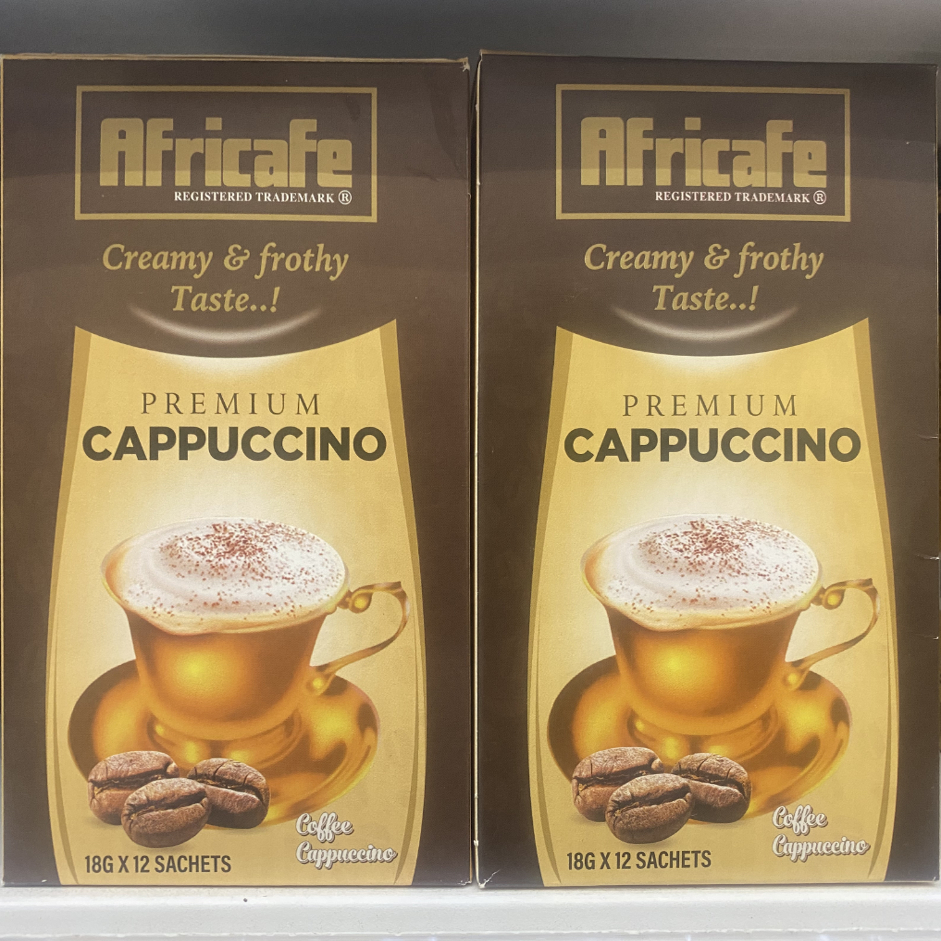 Africafe
REGISTERED TRADEMARK ®
Creamy & frothy
Taste..!
PREMIUM
CAPPUCCINO
Coffee
Cappuccino
18G X 12 SACHETS
Africafe
REGISTERED TRADEMARK ®
Creamy & frothy
Taste..!
PREMIUM
CAPPUCCINO
Coffee
Cappuccino
18G X 12 SACHETS